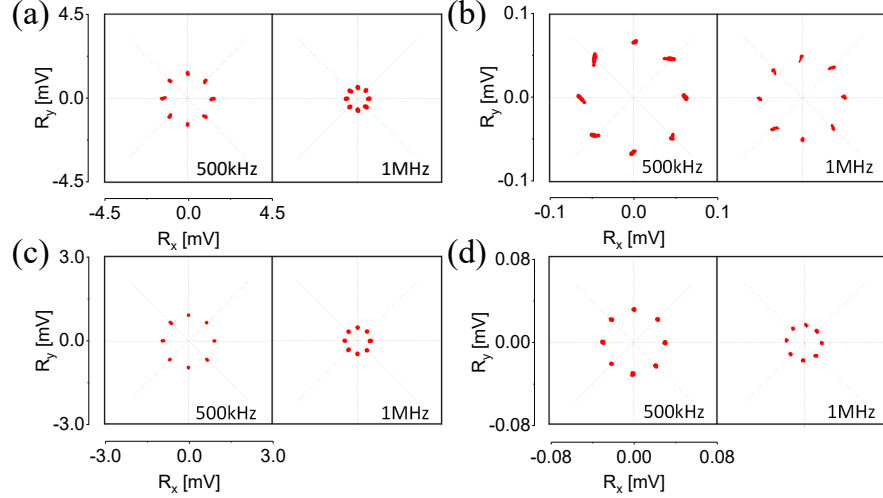 (a)
4.5
0.0
-4.5
R_y [mV]
500kHz
1MHz
-4.5 0.0 4.5
R_x [mV]
(b)
0.1
0.0
-0.1
R_y [mV]
500kHz
1MHz
-0.1 0.0 0.1
R_x [mV]
(c)
3.0
0.0
-3.0
R_y [mV]
500kHz
1MHz
-3.0 0.0 3.0
R_x [mV]
(d)
0.08
0.00
-0.08
R_y [mV]
500kHz
1MHz
-0.08 0.00 0.08
R_x [mV]